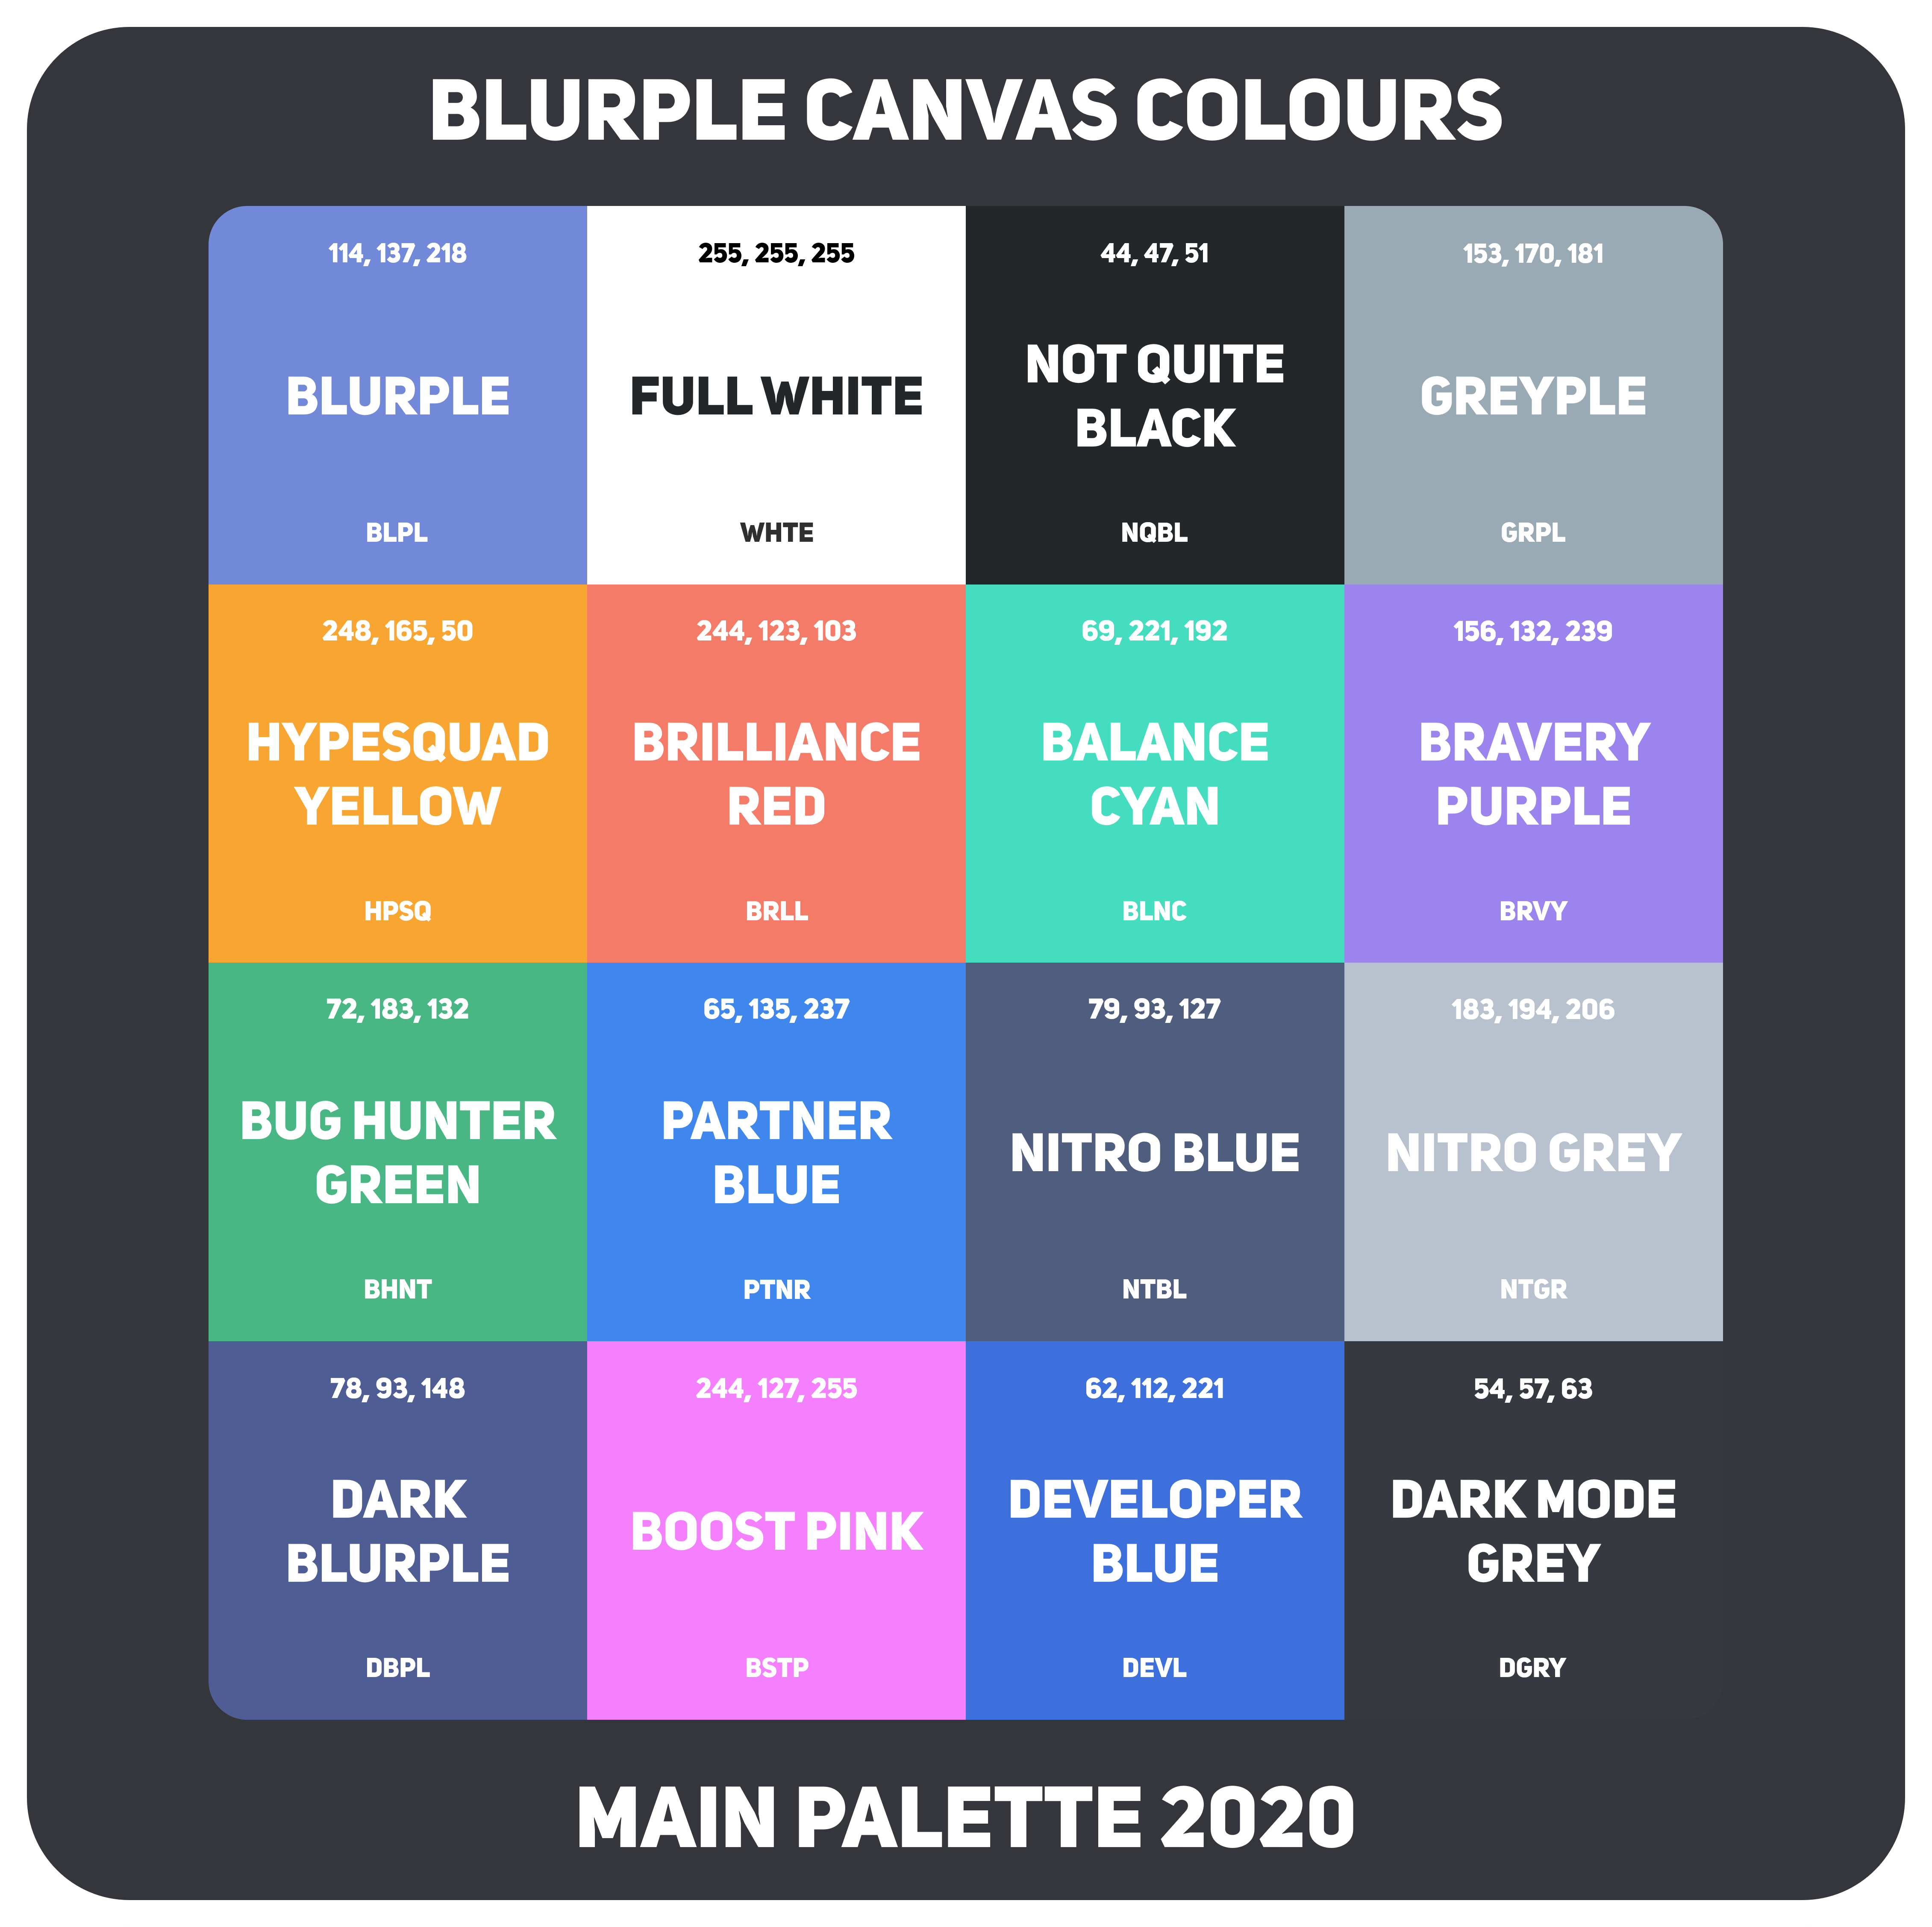 BLURPLE CANVAS COLOURS
114, 137, 218
255, 255, 255
44, 47, 51
153, 170, 181
BLURPLE
FULL WHITE
NOT QUITE
BLACK
GREYPLE
BLPL
WHTE
NQBL
GRPL
248, 165, 50
244, 123, 103
69, 221, 192
156, 132, 239
HYPESQUAD
YELLOW
BRILLIANCE
RED
BALANCE
CYAN
BRAVERY
PURPLE
HPSQ
BRLL
BLNC
BRVY
72, 183, 132
65, 135, 237
79, 93, 127
183, 194, 206
BUG HUNTER
GREEN
PARTNER
BLUE
NITRO BLUE
NITRO GREY
BHNT
PTNR
NTBL
NTGR
78, 93, 148
244, 127, 255
62, 112, 221
54, 57, 63
DARK
BLURPLE
BOOST PINK
DEVELOPER
BLUE
DARK MODE
GREY
DBPL
BSTP
DEVL
DGRY
MAIN PALETTE 2020